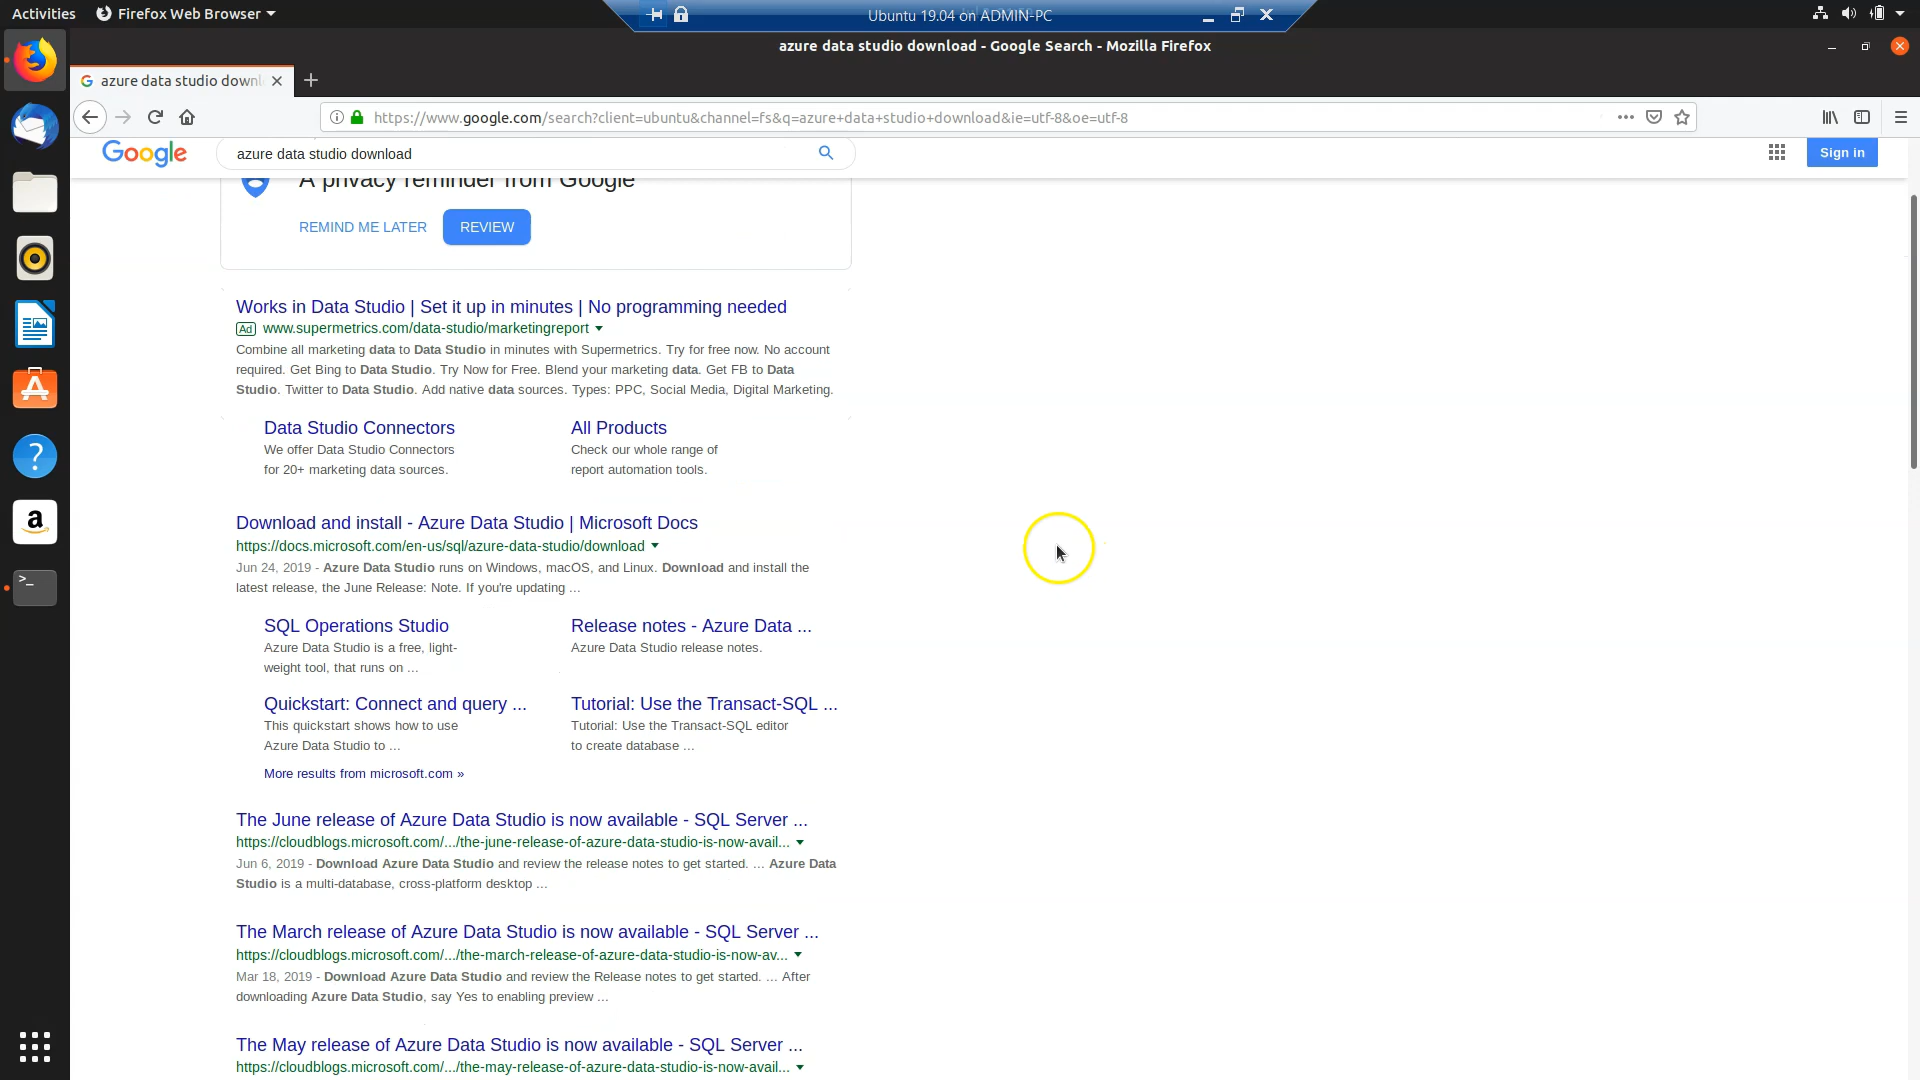 Activities
Firefox Web Browser
Ubuntu 19.04 on ADMIN-PC
azure data studio download - Google Search - Mozilla Firefox
azure data studio downl
https://www.google.com/search?client=ubuntu&channel=fs&q=azure+data+studio+download&ie=utf-8&oe=utf-8
Google
azure data studio download
Sign in
A privacy reminder from Google
REMIND ME LATER
REVIEW
Works in Data Studio | Set it up in minutes | No programming needed
Ad www.supermetrics.com/data-studio/marketingreport
Combine all marketing data to Data Studio in minutes with Supermetrics. Try for free now. No account
required. Get Bing to Data Studio. Try Now for Free. Blend your marketing data. Get FB to Data
Studio. Twitter to Data Studio. Add native data sources. Types: PPC, Social Media, Digital Marketing.
Data Studio Connectors
We offer Data Studio Connectors
for 20+ marketing data sources.
All Products
Check our whole range of
report automation tools.
Download and install - Azure Data Studio | Microsoft Docs
https://docs.microsoft.com/en-us/sql/azure-data-studio/download
Jun 24, 2019 - Azure Data Studio runs on Windows, macOS, and Linux. Download and install the
latest release, the June Release: Note. If you're updating ...
SQL Operations Studio
Azure Data Studio is a free, light-
weight tool, that runs on ...
Release notes - Azure Data ...
Azure Data Studio release notes.
Quickstart: Connect and query ...
This quickstart shows how to use
Azure Data Studio to ...
Tutorial: Use the Transact-SQL ...
Tutorial: Use the Transact-SQL editor
to create database ...
More results from microsoft.com »
The June release of Azure Data Studio is now available - SQL Server ...
https://cloudblogs.microsoft.com/.../the-june-release-of-azure-data-studio-is-now-avail...
Jun 6, 2019 - Download Azure Data Studio and review the release notes to get started. ... Azure Data
Studio is a multi-database, cross-platform desktop ...
The March release of Azure Data Studio is now available - SQL Server ...
https://cloudblogs.microsoft.com/.../the-march-release-of-azure-data-studio-is-now-av...
Mar 18, 2019 - Download Azure Data Studio and review the Release notes to get started. ... After
downloading Azure Data Studio, say Yes to enabling preview ...
The May release of Azure Data Studio is now available - SQL Server ...
https://cloudblogs.microsoft.com/.../the-may-release-of-azure-data-studio-is-now-avail...